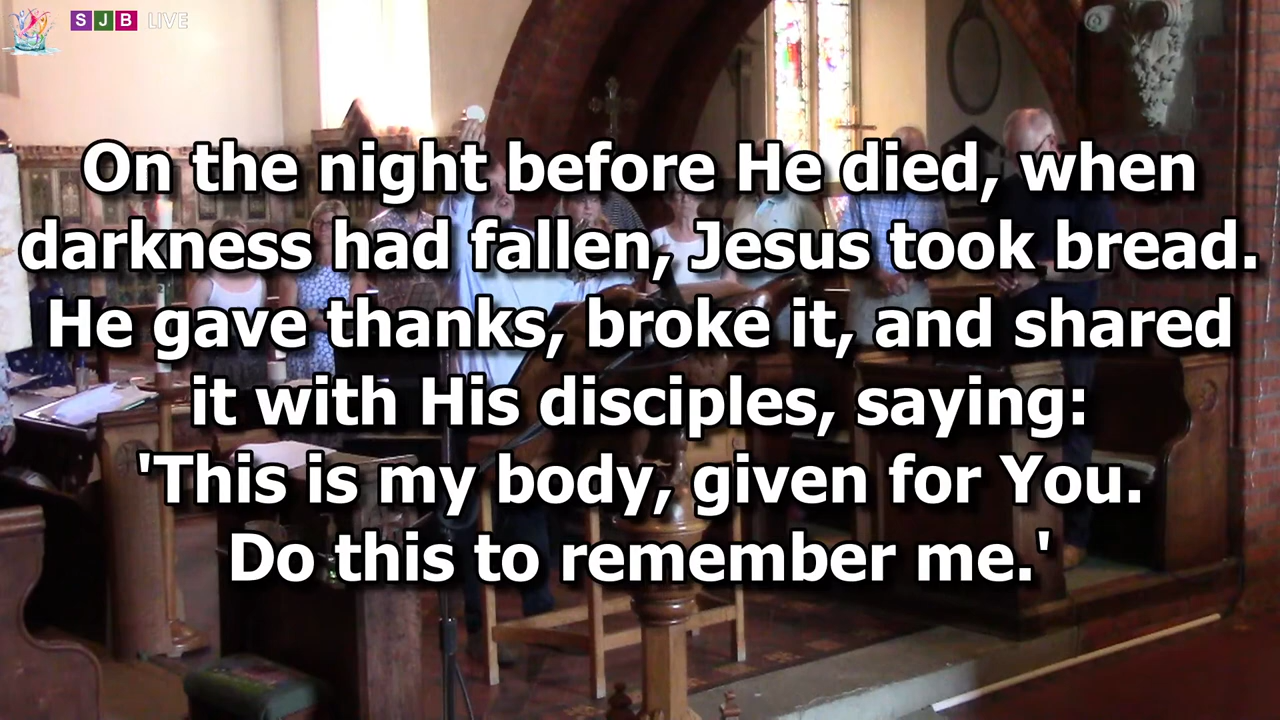 SJB LIVE
On the night before He died, when
darkness had fallen, Jesus took bread.
He gave thanks, broke it, and shared
it with His disciples, saying:
'This is my body, given for You.
Do this to remember me.'